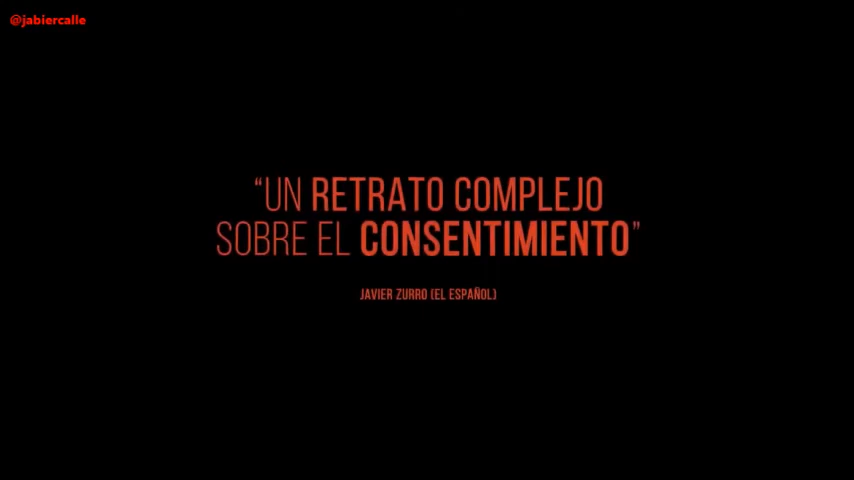 @jabiercalle
“UN RETRATO COMPLEJO
SOBRE EL CONSENTIMIENTO”
JAVIER ZURRO (EL ESPAÑOL)